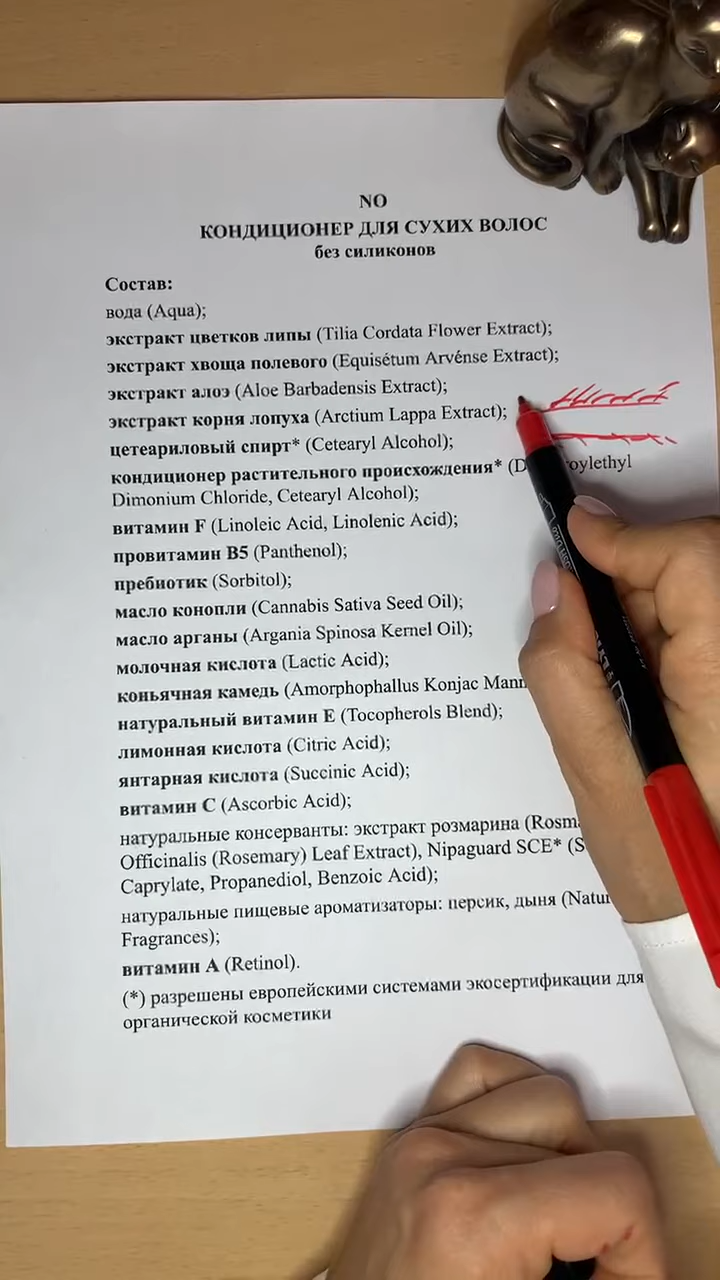 NO
КОНДИЦИОНЕР ДЛЯ СУХИХ ВОЛОС
без силиконов
Состав:
вода (Aqua);
экстракт цветков липы (Tilia Cordata Flower Extract);
экстракт хвоща полевого (Equisétum Arvénse Extract);
экстракт алоэ (Aloe Barbadensis Extract);
экстракт корня лопуха (Arctium Lappa Extract);
цетеариловый спирт* (Cetearyl Alcohol);
кондиционер растительного происхождения*
Dimonium Chloride, Cetearyl Alcohol);
витамин F (Linoleic Acid, Linolenic Acid);
провитамин B5 (Panthenol);
пребиотик (Sorbitol);
масло конопли (Cannabis Sativa Seed Oil);
масло арганы (Argania Spinosa Kernel Oil);
молочная кислота (Lactic Acid);
коньячная камедь (Amorphophallus Konjac
натуральный витамин E (Tocopherols Blend);
лимонная кислота (Citric Acid);
янтарная кислота (Succinic Acid);
витамин C (Ascorbic Acid);
натуральные консерванты: экстракт розмарина
Officinalis (Rosemary) Leaf Extract), Nipaguard SCE*
Caprylate, Propanediol, Benzoic Acid);
натуральные пищевые ароматизаторы: персик, дыня
Fragrances);
витамин A (Retinol).
(*) разрешены европейскими системами экосертификации для
органической косметики